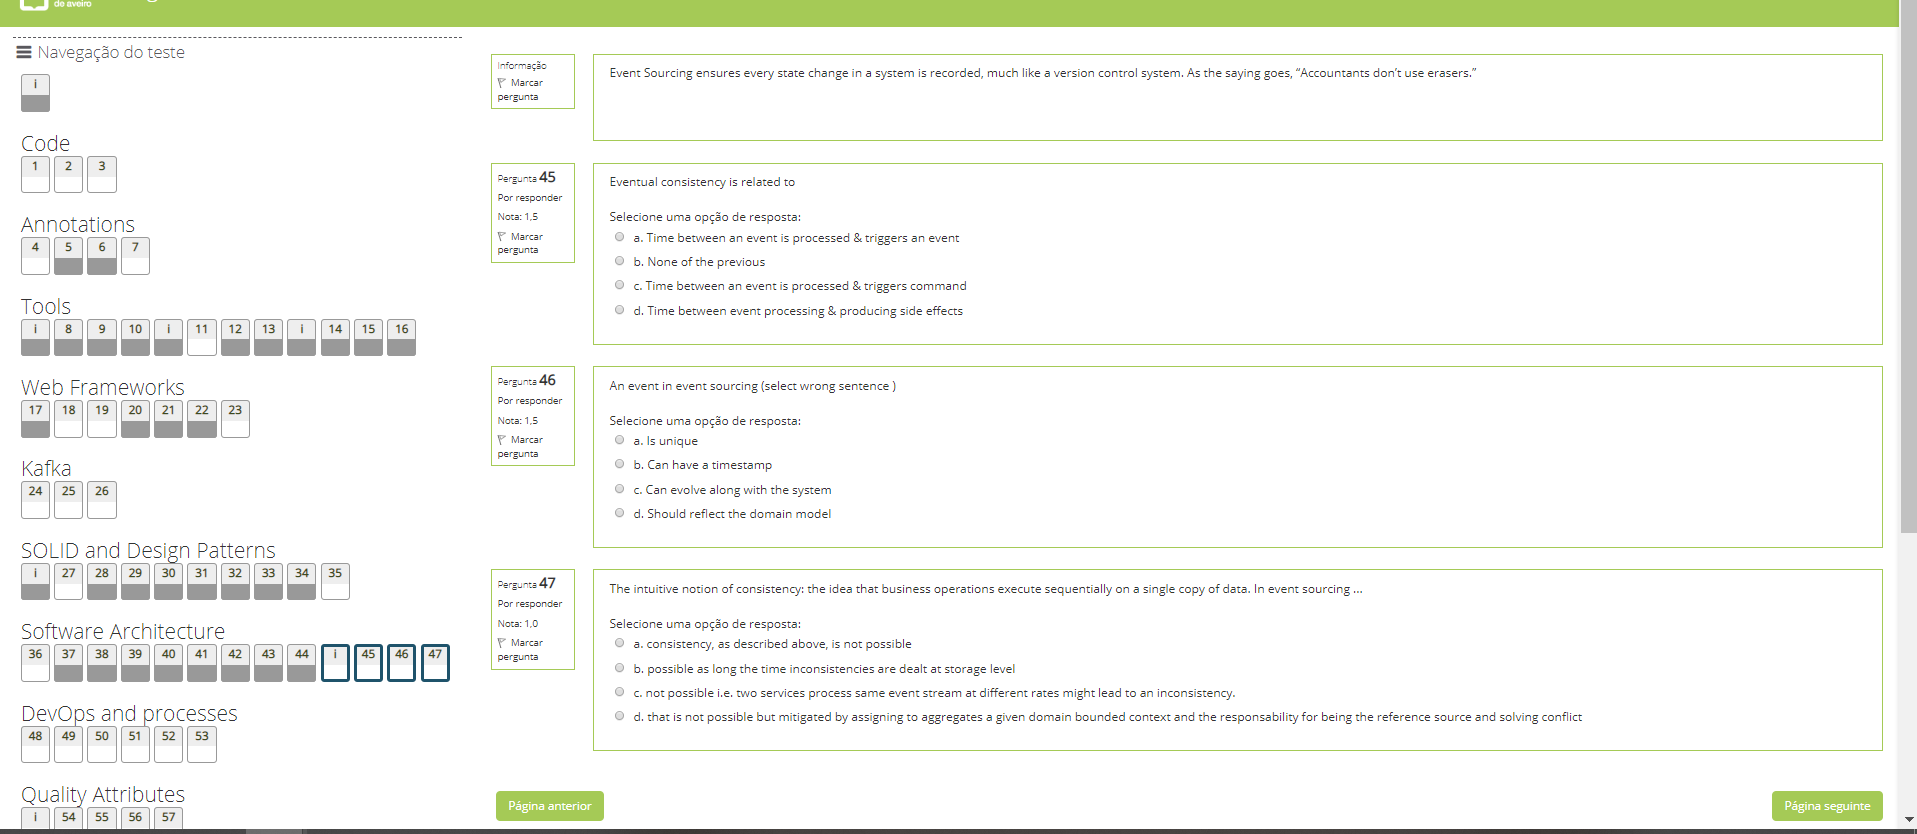 de aveiro
Navegação do teste
i
Code
1 2 3
Annotations
4 5 6 7
Tools
i 8 9 10 i 11 12 13 i 14 15 16
Web Frameworks
17 18 19 20 21 22 23
Kafka
24 25 26
SOLID and Design Patterns
i 27 28 29 30 31 32 33 34 35
Software Architecture
36 37 38 39 40 41 42 43 44 i 45 46 47
DevOps and processes
48 49 50 51 52 53
Quality Attributes
i 54 55 56 57
Informação
Marcar
pergunta
Event Sourcing ensures every state change in a system is recorded, much like a version control system. As the saying goes, “Accountants don’t use erasers.”
Pergunta 45
Por responder
Nota: 1,5
Marcar
pergunta
Eventual consistency is related to
Selecione uma opção de resposta:
a. Time between an event is processed & triggers an event
b. None of the previous
c. Time between an event is processed & triggers command
d. Time between event processing & producing side effects
Pergunta 46
Por responder
Nota: 1,5
Marcar
pergunta
An event in event sourcing (select wrong sentence )
Selecione uma opção de resposta:
a. Is unique
b. Can have a timestamp
c. Can evolve along with the system
d. Should reflect the domain model
Pergunta 47
Por responder
Nota: 1,0
Marcar
pergunta
The intuitive notion of consistency: the idea that business operations execute sequentially on a single copy of data. In event sourcing ...
Selecione uma opção de resposta:
a. consistency, as described above, is not possible
b. possible as long the time inconsistencies are dealt at storage level
c. not possible i.e. two services process same event stream at different rates might lead to an inconsistency.
d. that is not possible but mitigated by assigning to aggregates a given domain bounded context and the responsability for being the reference source and solving conflict
Página anterior
Página seguinte